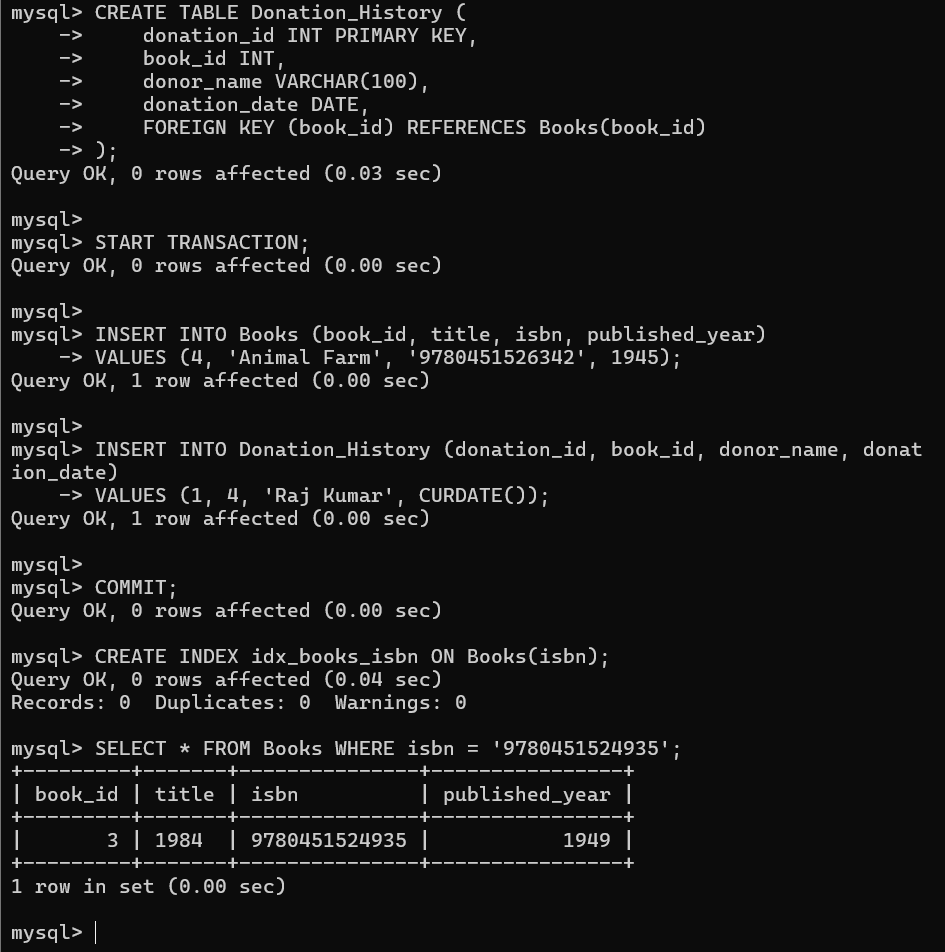 mysql> CREATE TABLE Donation_History (
    ->     donation_id INT PRIMARY KEY,
    ->     book_id INT,
    ->     donor_name VARCHAR(100),
    ->     donation_date DATE,
    ->     FOREIGN KEY (book_id) REFERENCES Books(book_id)
    -> );
Query OK, 0 rows affected (0.03 sec)

mysql>
mysql> START TRANSACTION;
Query OK, 0 rows affected (0.00 sec)

mysql>
mysql> INSERT INTO Books (book_id, title, isbn, published_year)
    -> VALUES (4, 'Animal Farm', '9780451526342', 1945);
Query OK, 1 row affected (0.00 sec)

mysql>
mysql> INSERT INTO Donation_History (donation_id, book_id, donor_name, donat
ion_date)
    -> VALUES (1, 4, 'Raj Kumar', CURDATE());
Query OK, 1 row affected (0.00 sec)

mysql>
mysql> COMMIT;
Query OK, 0 rows affected (0.00 sec)

mysql> CREATE INDEX idx_books_isbn ON Books(isbn);
Query OK, 0 rows affected (0.04 sec)
Records: 0  Duplicates: 0  Warnings: 0

mysql> SELECT * FROM Books WHERE isbn = '9780451524935';
+---------+-------+---------------+----------------+
| book_id | title | isbn          | published_year |
+---------+-------+---------------+----------------+
|       3 | 1984  | 9780451524935 |           1949 |
+---------+-------+---------------+----------------+
1 row in set (0.00 sec)

mysql>